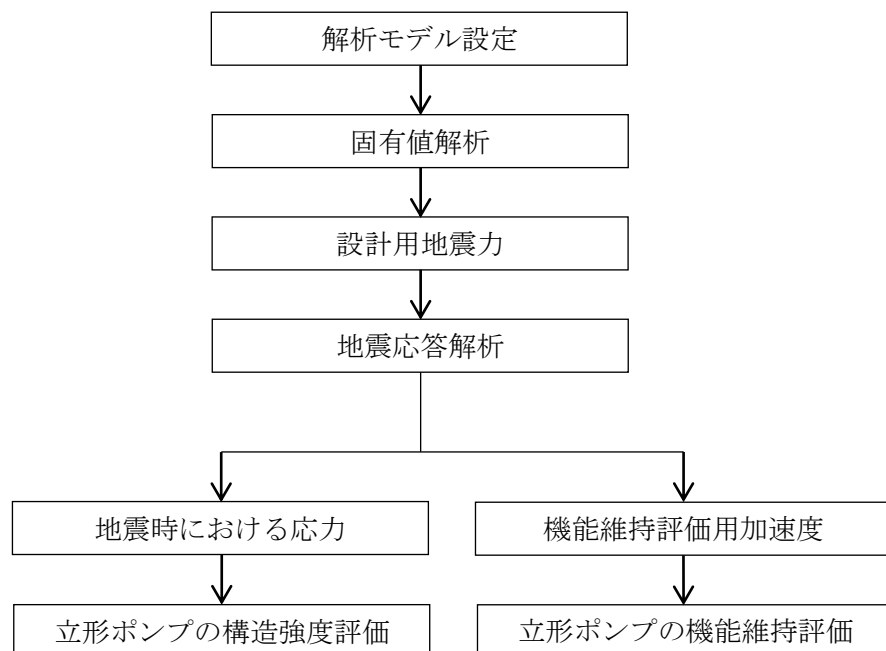 解析モデル設定
固有値解析
設計用地震力
地震応答解析
地震時における応力
機能維持評価用加速度
立形ポンプの構造強度評価
立形ポンプの機能維持評価